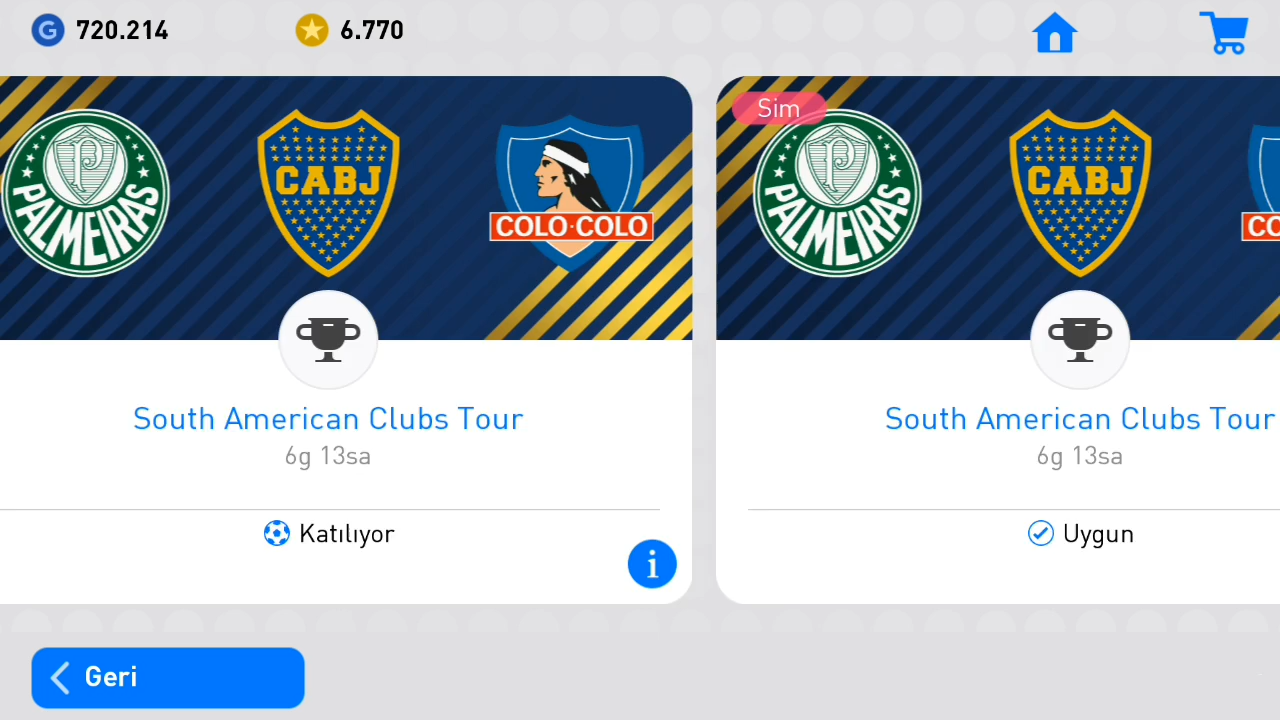 G 720.214 6.770
PALMEIRAS
P
CABJ
COLO·COLO
South American Clubs Tour
6g 13sa
Katılıyor
i
Sim
PALMEIRAS
P
CABJ
CO
South American Clubs Tour
6g 13sa
Uygun
Geri